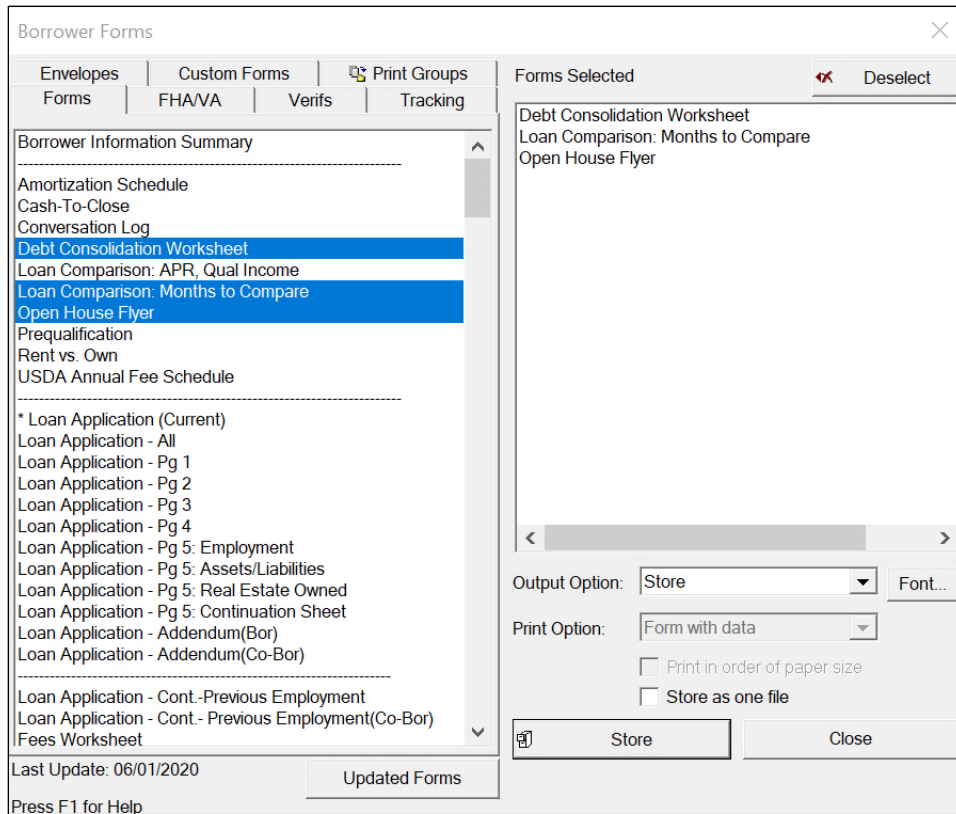 Borrower Forms
Envelopes
Custom Forms
Print Groups
Forms
FHA/VA
Verifs
Tracking
Borrower Information Summary
-------------------------------------------------------------------------
Amortization Schedule
Cash-To-Close
Conversation Log
Debt Consolidation Worksheet
Loan Comparison: APR, Qual Income
Loan Comparison: Months to Compare
Open House Flyer
Prequalification
Rent vs. Own
USDA Annual Fee Schedule
-------------------------------------------------------------------------
* Loan Application (Current)
Loan Application - All
Loan Application - Pg 1
Loan Application - Pg 2
Loan Application - Pg 3
Loan Application - Pg 4
Loan Application - Pg 5: Employment
Loan Application - Pg 5: Assets/Liabilities
Loan Application - Pg 5: Real Estate Owned
Loan Application - Pg 5: Continuation Sheet
Loan Application - Addendum(Bor)
Loan Application - Addendum(Co-Bor)
-----------------------------------------------------------------------
Loan Application - Cont.-Previous Employment
Loan Application - Cont.- Previous Employment(Co-Bor)
Fees Worksheet
Last Update: 06/01/2020
Updated Forms
Press F1 for Help
Forms Selected
Deselect
Debt Consolidation Worksheet
Loan Comparison: Months to Compare
Open House Flyer
Output Option:
Store
Font...
Print Option:
Form with data
Print in order of paper size
Store as one file
Store
Close